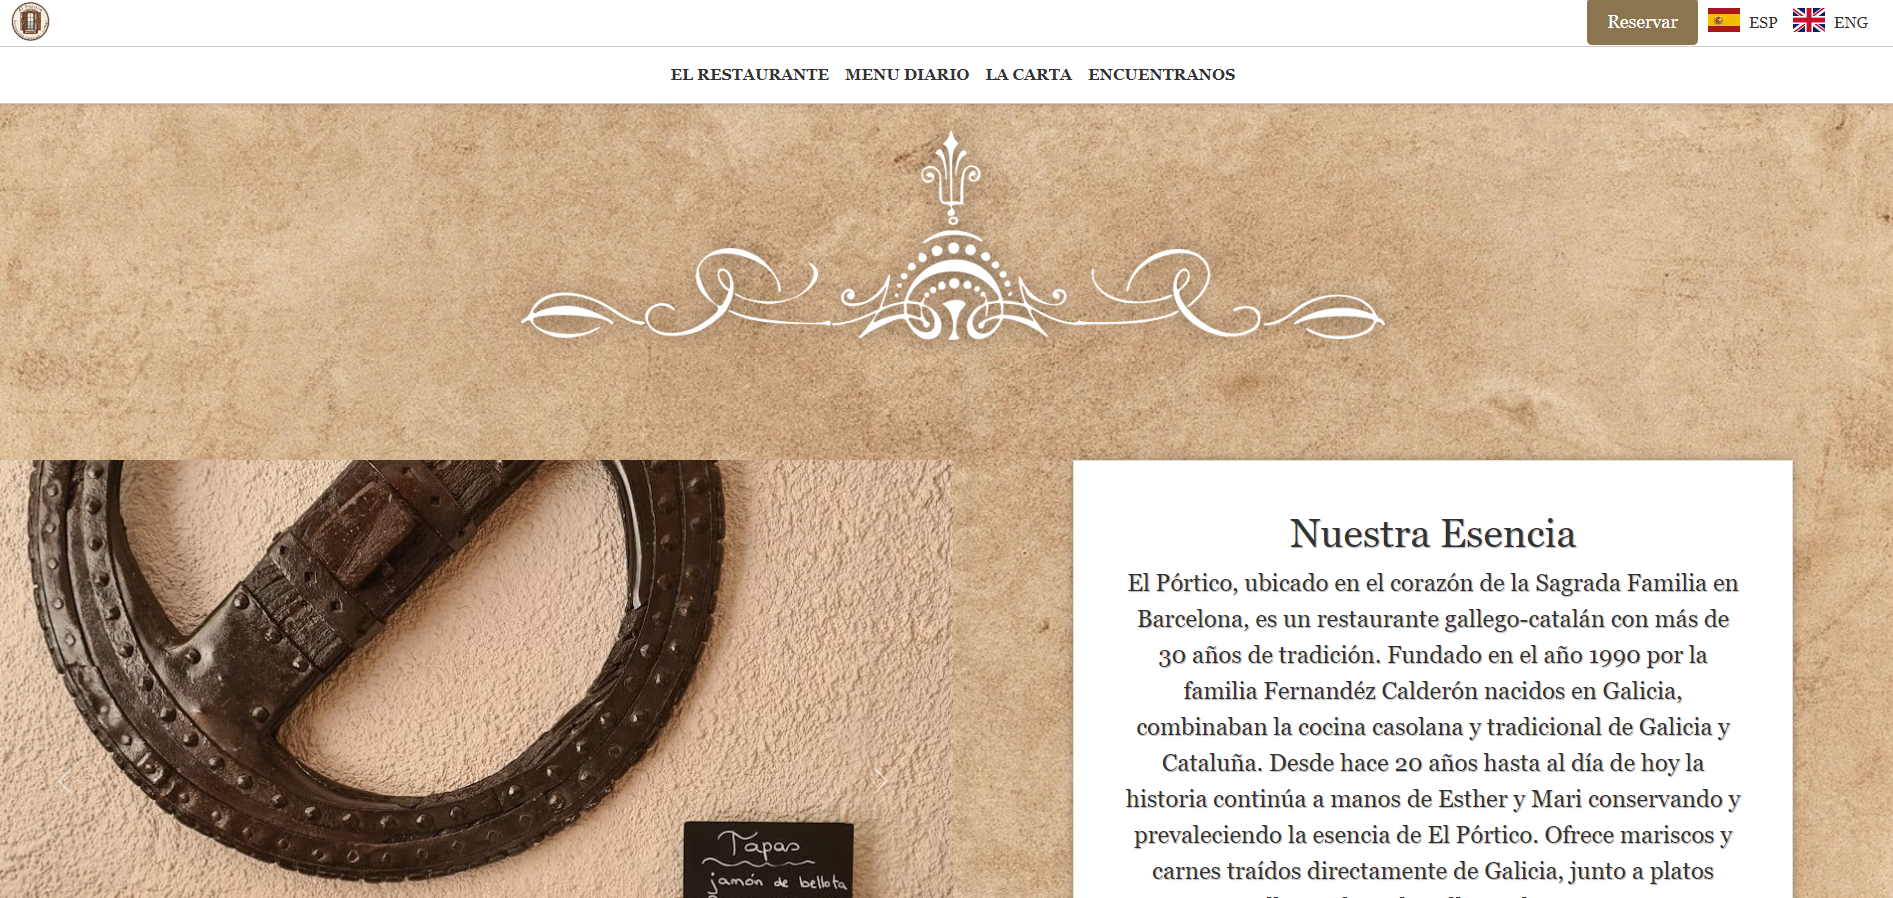 Reservar ESP ENG
EL RESTAURANTE MENU DIARIO LA CARTA ENCUENTRANOS
Nuestra Esencia
El Pórtico, ubicado en el corazón de la Sagrada Familia en
Barcelona, es un restaurante gallego-catalán con más de
30 años de tradición. Fundado en el año 1990 por la
familia Fernandéz Calderón nacidos en Galicia,
combinaban la cocina casolana y tradicional de Galicia y
Cataluña. Desde hace 20 años hasta al día de hoy la
historia continúa a manos de Esther y Mari conservando y
prevaleciendo la esencia de El Pórtico. Ofrece mariscos y
carnes traídos directamente de Galicia, junto a platos
Tapas
jamón de bellota